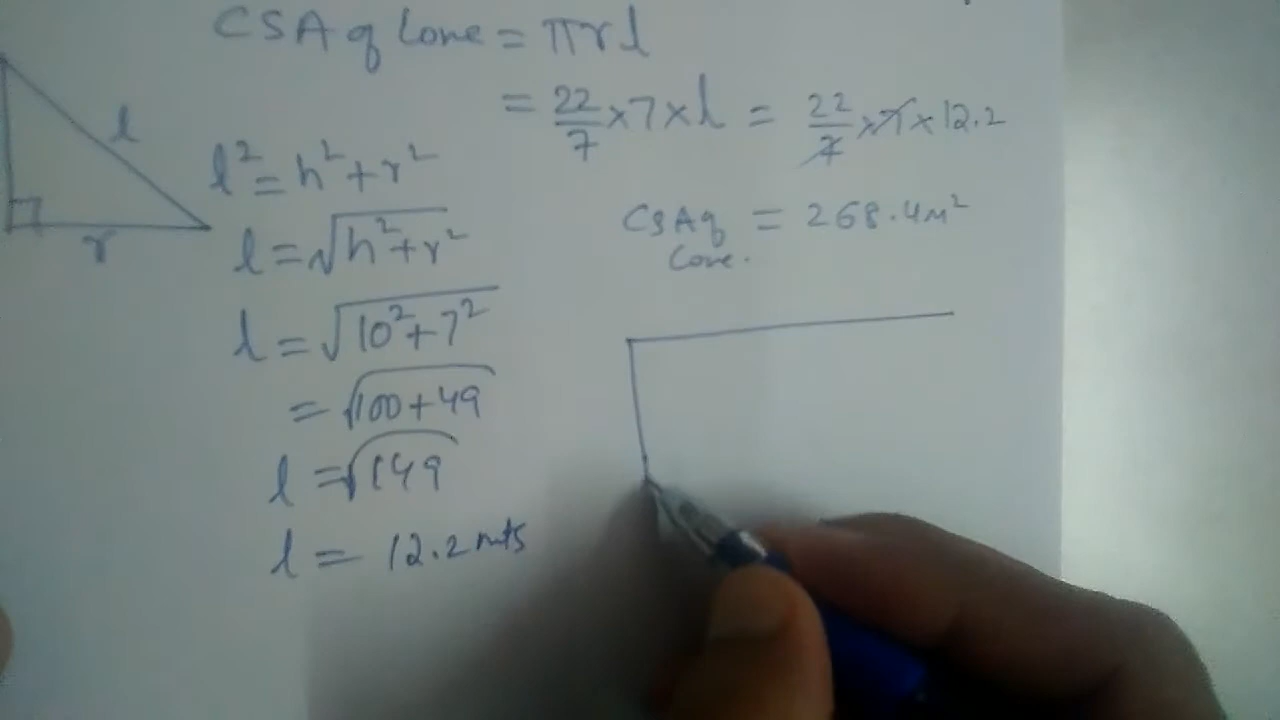 CSA of Cone = πrl
= 22/7 × 7 × l = 22/7 × 7 × 12.2
l
l² = h² + r²
CSA of Cone. = 268.4 m²
r
l = √h² + r²
l = √10² + 7²
= √100 + 49
l = √149
l = 12.2 mts